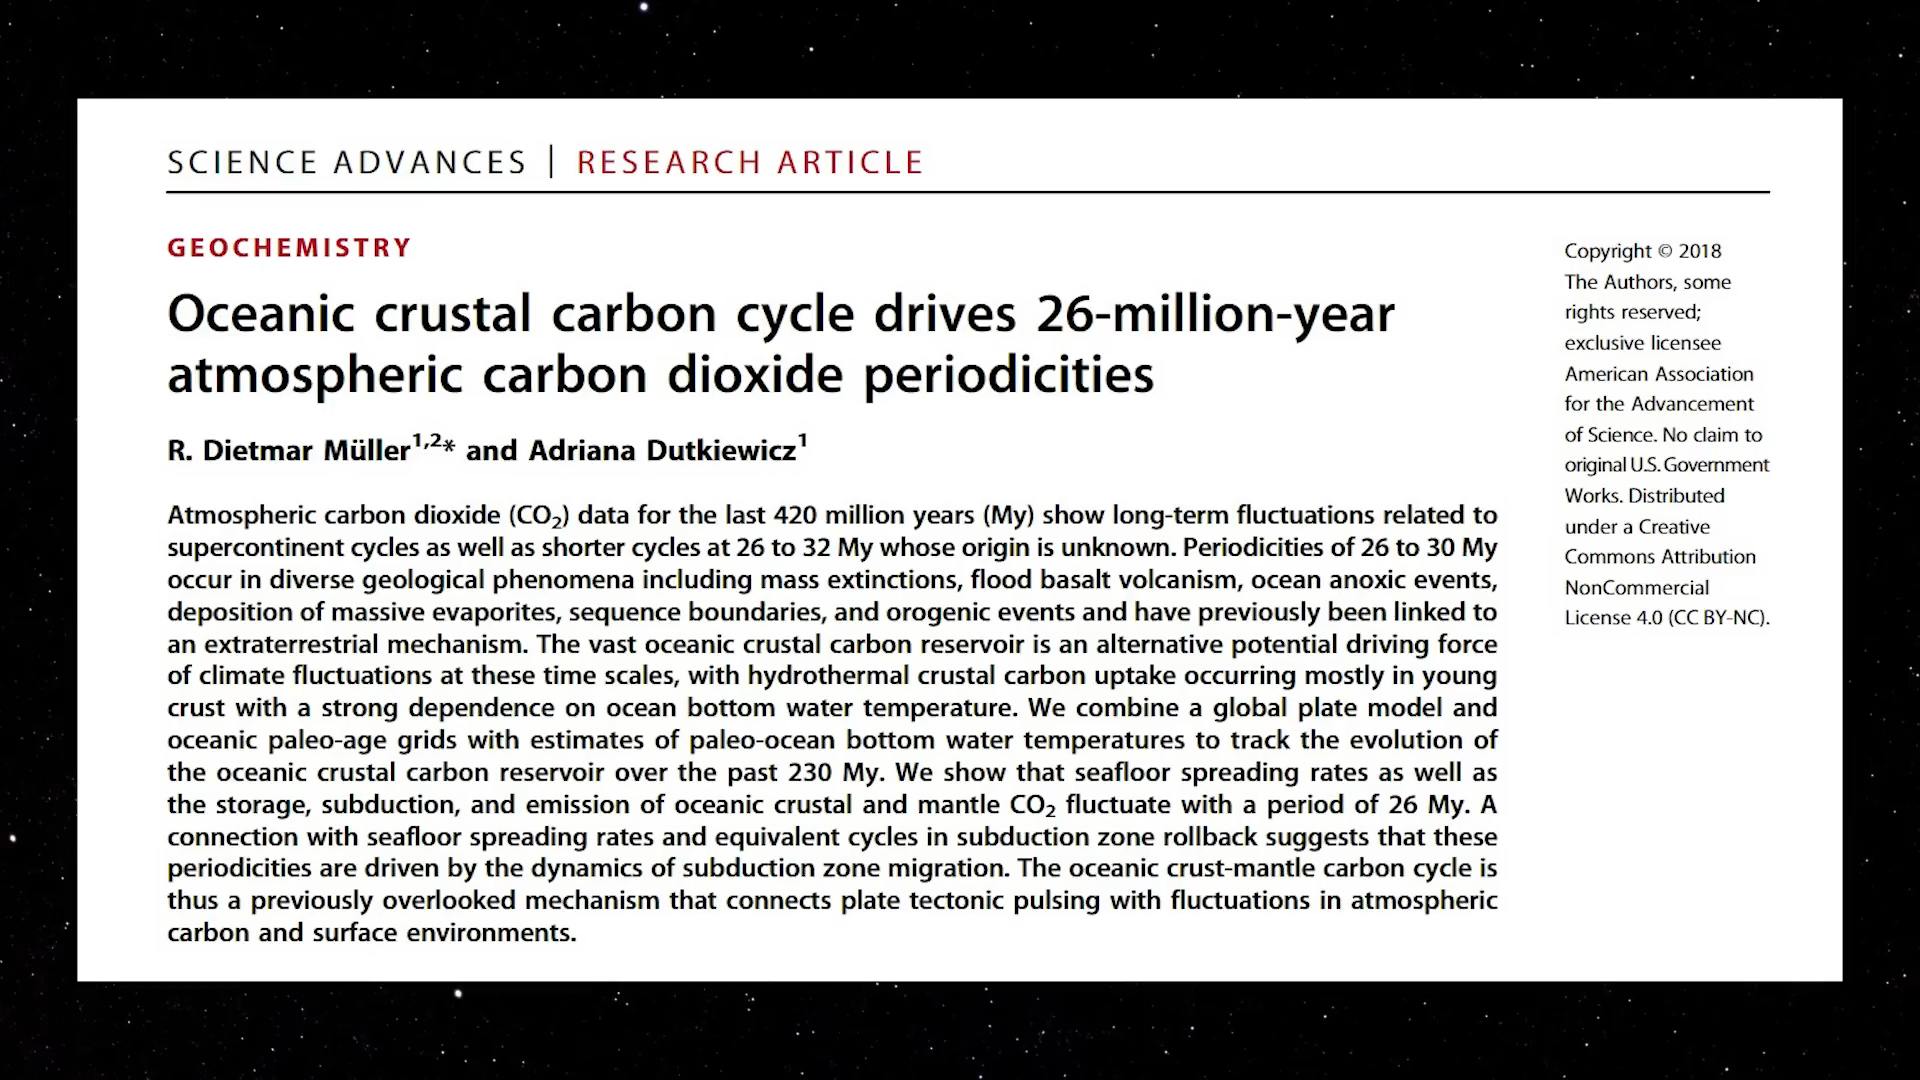 SCIENCE ADVANCES | RESEARCH ARTICLE
GEOCHEMISTRY
Oceanic crustal carbon cycle drives 26-million-year
atmospheric carbon dioxide periodicities
R. Dietmar Müller1,2* and Adriana Dutkiewicz1
Atmospheric carbon dioxide (CO2) data for the last 420 million years (My) show long-term fluctuations related to
supercontinent cycles as well as shorter cycles at 26 to 32 My whose origin is unknown. Periodicities of 26 to 30 My
occur in diverse geological phenomena including mass extinctions, flood basalt volcanism, ocean anoxic events,
deposition of massive evaporites, sequence boundaries, and orogenic events and have previously been linked to
an extraterrestrial mechanism. The vast oceanic crustal carbon reservoir is an alternative potential driving force
of climate fluctuations at these time scales, with hydrothermal crustal carbon uptake occurring mostly in young
crust with a strong dependence on ocean bottom water temperature. We combine a global plate model and
oceanic paleo-age grids with estimates of paleo-ocean bottom water temperatures to track the evolution of
the oceanic crustal carbon reservoir over the past 230 My. We show that seafloor spreading rates as well as
the storage, subduction, and emission of oceanic crustal and mantle CO2 fluctuate with a period of 26 My. A
connection with seafloor spreading rates and equivalent cycles in subduction zone rollback suggests that these
periodicities are driven by the dynamics of subduction zone migration. The oceanic crust-mantle carbon cycle is
thus a previously overlooked mechanism that connects plate tectonic pulsing with fluctuations in atmospheric
carbon and surface environments.
Copyright © 2018
The Authors, some
rights reserved;
exclusive licensee
American Association
for the Advancement
of Science. No claim to
original U.S. Government
Works. Distributed
under a Creative
Commons Attribution
NonCommercial
License 4.0 (CC BY-NC).